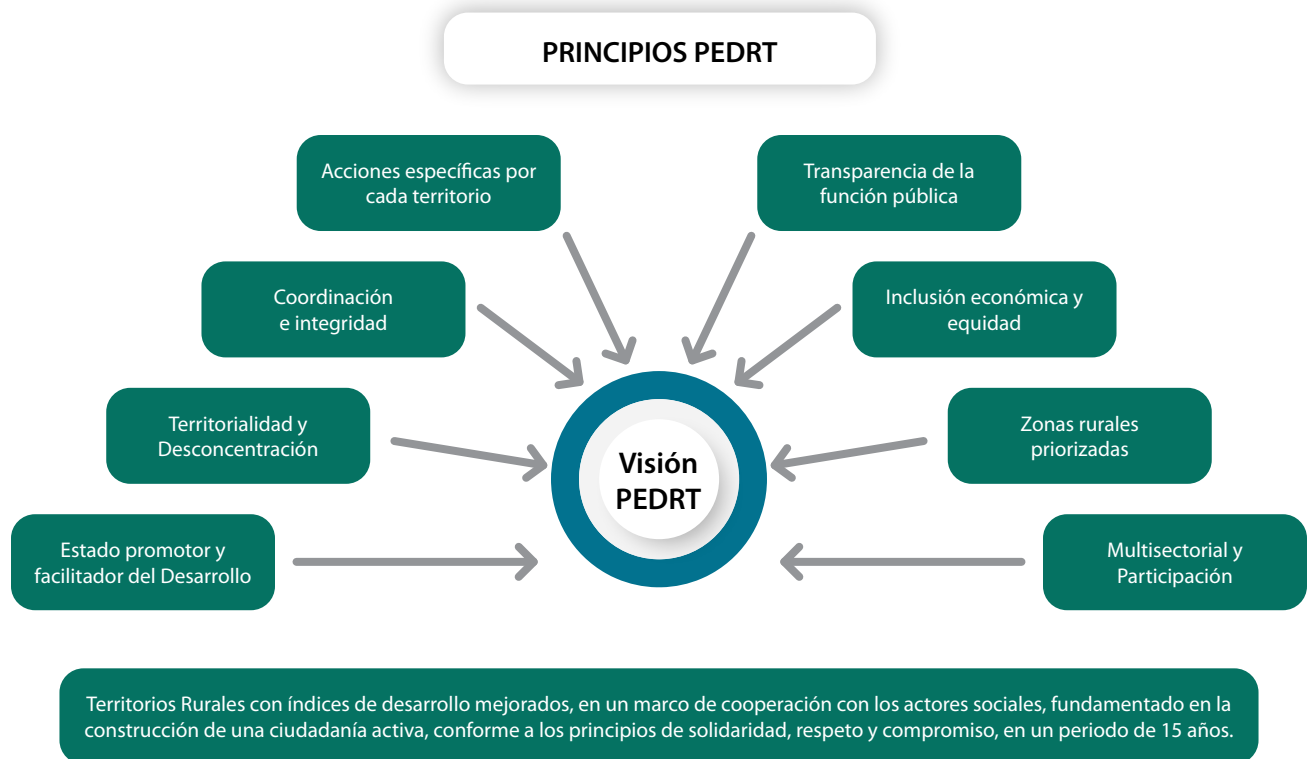 PRINCIPIOS PEDRT
Acciones específicas por
cada territorio
Transparencia de la
función pública
Coordinación
e integridad
Inclusión económica y
equidad
Territorialidad y
Desconcentración
Zonas rurales
priorizadas
Visión
PEDRT
Estado promotor y
facilitador del Desarrollo
Multisectorial y
Participación
Territorios Rurales con índices de desarrollo mejorados, en un marco de cooperación con los actores sociales, fundamentado en la
construcción de una ciudadanía activa, conforme a los principios de solidaridad, respeto y compromiso, en un periodo de 15 años.